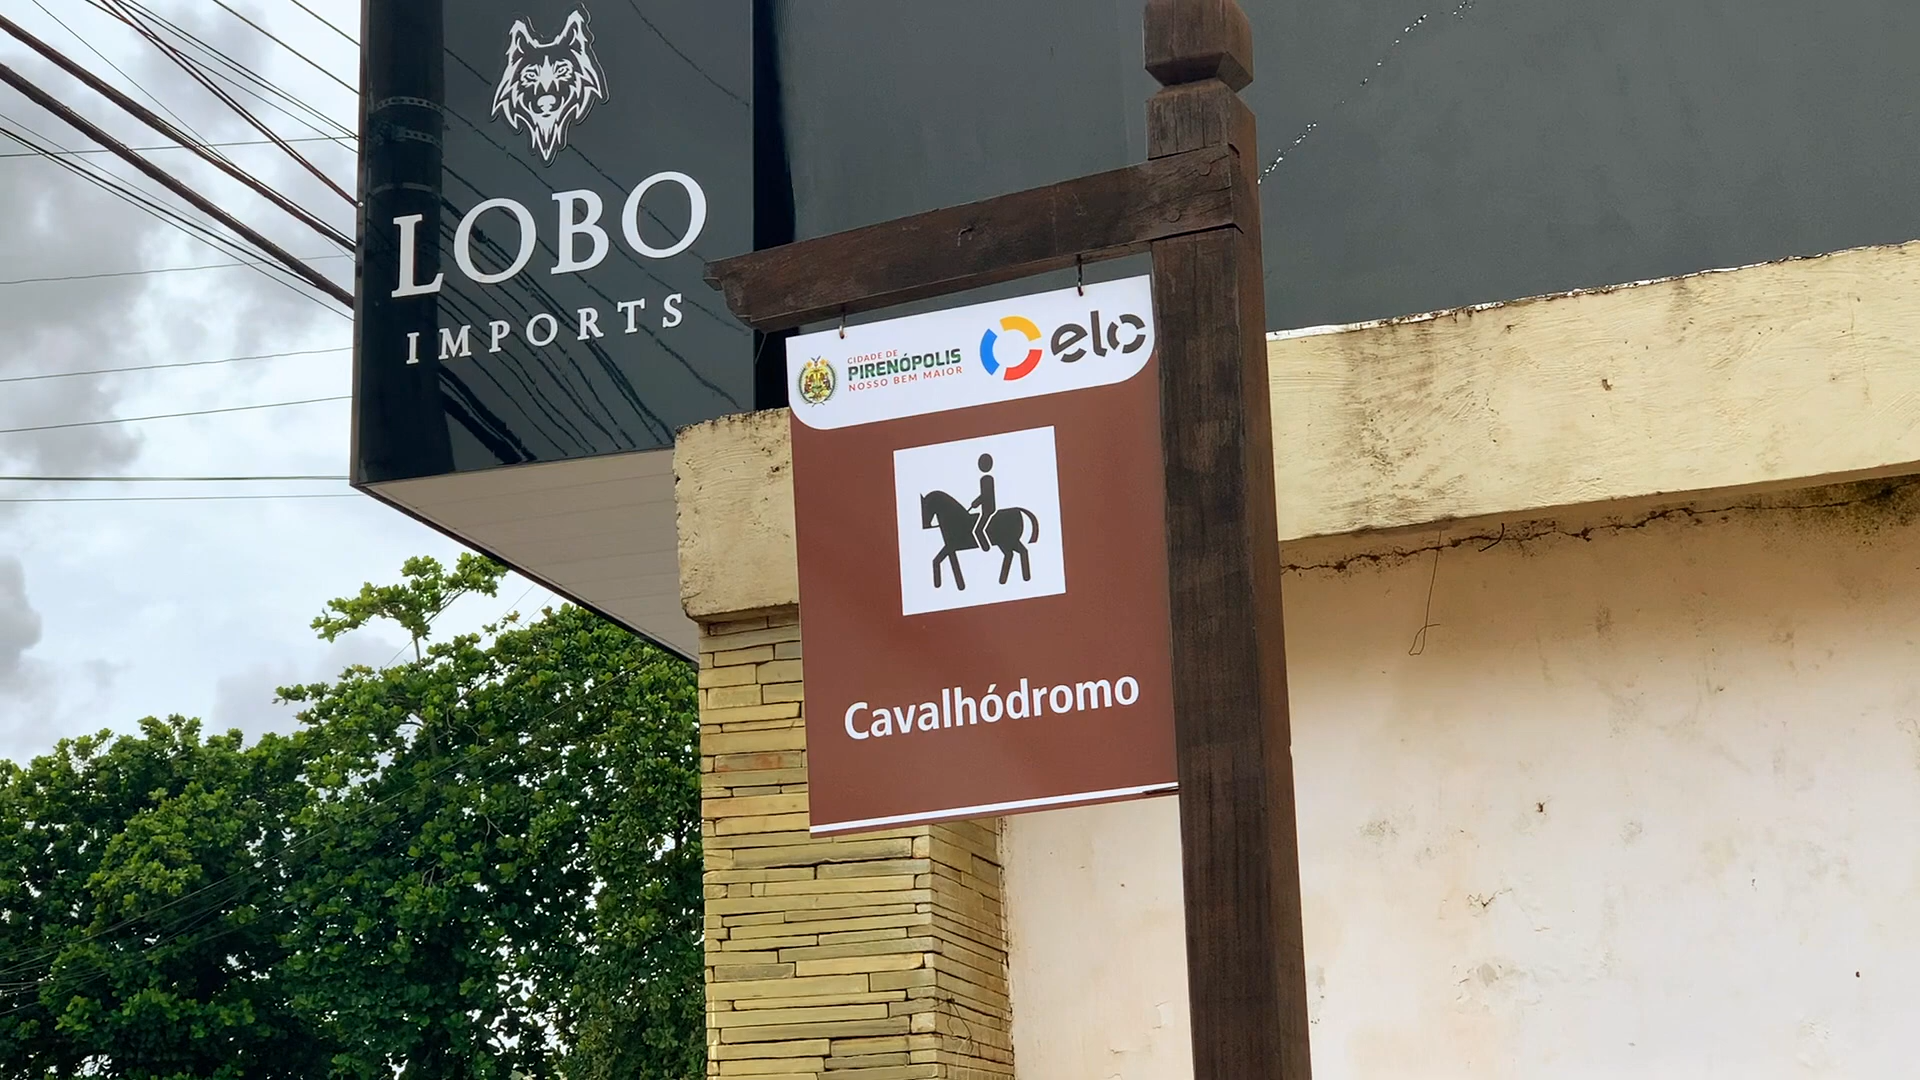 LOBO
IMPORTS
CIDADE DE
PIRENÓPOLIS
NOSSO BEM MAIOR
elo
Cavalhódromo